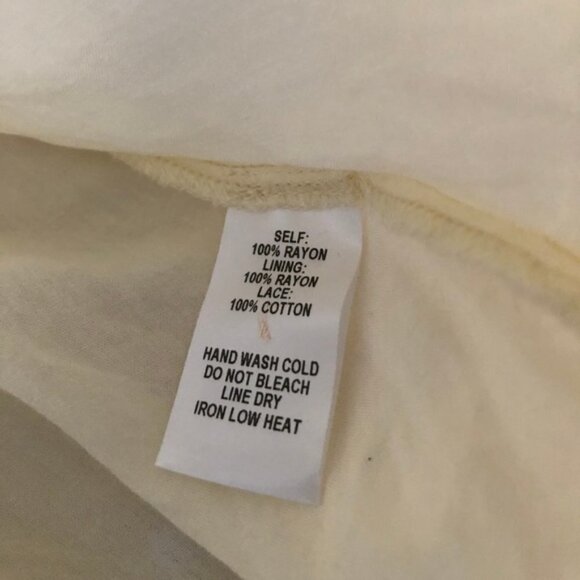 SELF:
100% RAYON
LINING:
100% RAYON
LACE:
100% COTTON
HAND WASH COLD
DO NOT BLEACH
LINE DRY
IRON LOW HEAT